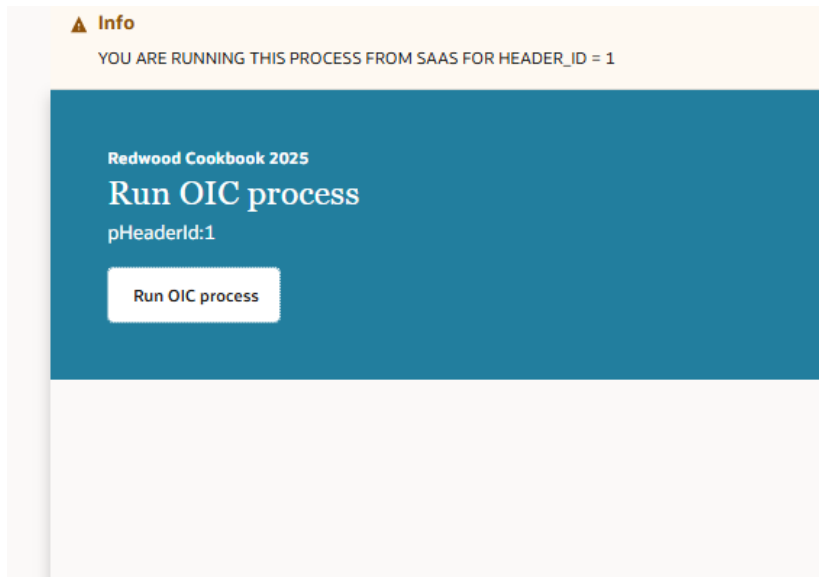 Info
YOU ARE RUNNING THIS PROCESS FROM SAAS FOR HEADER_ID = 1
Redwood Cookbook 2025
Run OIC process
pHeaderId:1
Run OIC process